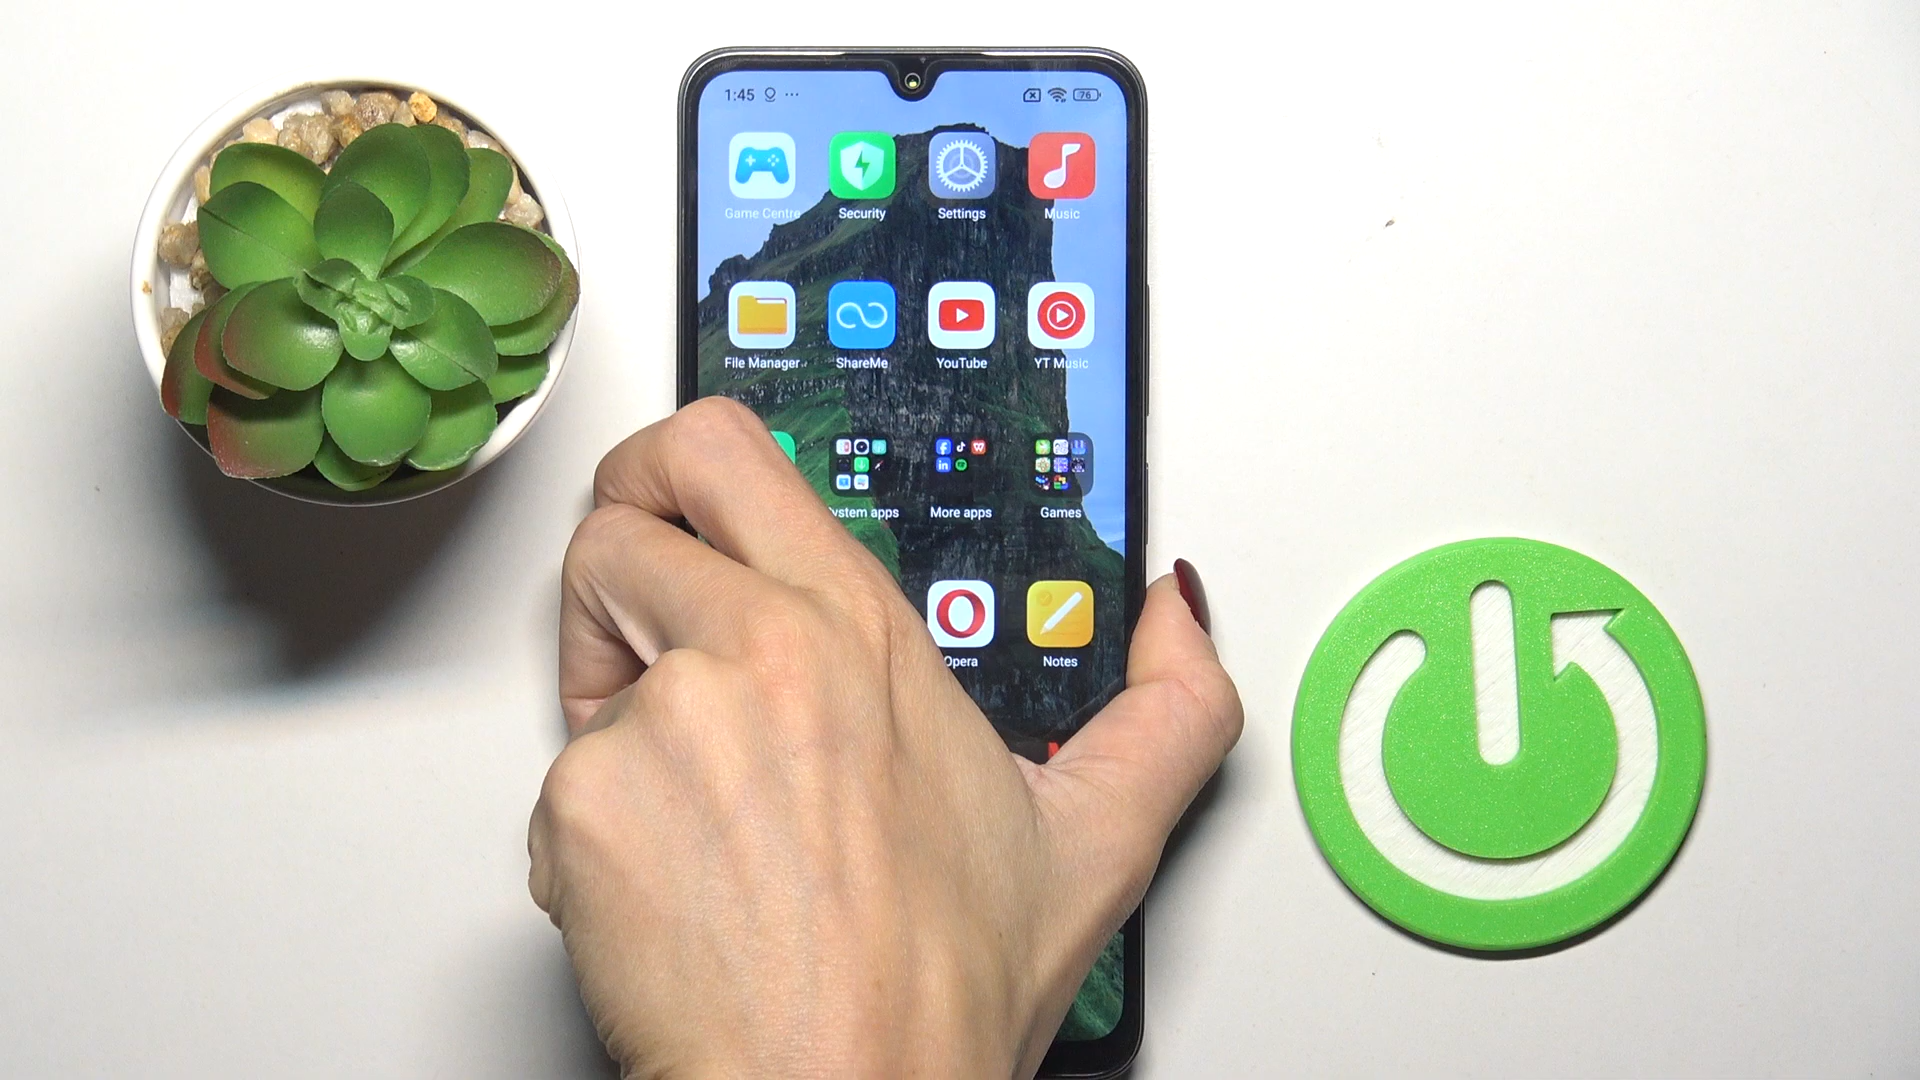 1:45 76
Game Centre Security Settings Music
File Manager ShareMe YouTube YT Music
ystem apps More apps Games
Opera Notes